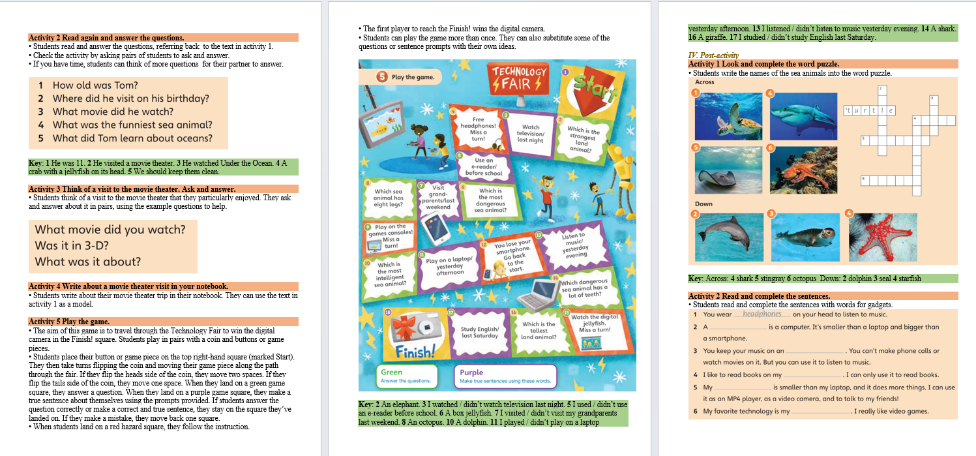 Activity 2 Read again and answer the questions.
• Students read and answer the questions, referring back to the text in activity 1.
• Check the activity by asking pairs of students to ask and answer.
• If you have time, students can think of more questions for their partner to answer.
1 How old was Tom?
2 Where did he visit on his birthday?
3 What movie did he watch?
4 What was the funniest sea animal?
5 What did Tom learn about oceans?
Key: 1 He was 11. 2 He visited a movie theater. 3 He watched Under the Ocean. 4 A
crab with a jellyfish on its head. 5 We should keep them clean.
Activity 3 Think of a visit to the movie theater. Ask and answer.
• Students think of a visit to the movie theater that they particularly enjoyed. They ask
and answer about it in pairs, using the example questions to help.
What movie did you watch?
Was it in 3-D?
What was it about?
Activity 4 Write about a movie theater visit in your notebook.
• Students write about their movie theater trip in their notebook. They can use the text in
activity 1 as a model.
Activity 5 Play the game.
• The aim of this game is to travel through the Technology Fair to win the digital
camera in the Finish! square. Students play in pairs with a coin and buttons or game
pieces.
• Students place their button or game piece on the top right-hand square (marked Start).
They then take turns flipping the coin and moving their game piece along the path
through the fair. If they flip the heads side of the coin, they move two spaces. If they
flip the tails side of the coin, they move one space. When they land on a green game
square, they answer a question. When they land on a purple game square, they make a
true sentence about themselves using the prompts provided. If students answer the
question correctly or make a correct and true sentence, they stay on the square they've
landed on. If they make a mistake, they move back one square.
• When students land on a red hazard square, they follow the instruction.
• The first player to reach the Finish! wins the digital camera.
• Students can play the game more than once. They can also substitute some of the
questions or sentence prompts with their own ideas.
5 Play the game.
TECHNOLOGY
FAIR
1
Start
Free
headphones!
Miss a
turn!
Watch
television/
last night
Which is the
strongest
land
animal?
Use an
e-reader/
before school
Which sea
animal has
eight legs?
Visit
grand-
parents/last
weekend
Which is
the most
dangerous
sea animal?
Play on the
games consoles!
Miss a
turn!
Which is
the most
intelligent
sea animal?
Play on a laptop/
yesterday
afternoon
You lose your
smartphone.
Go back
to the
start.
Listen to
music/
yesterday
evening
Which dangerous
sea animal has a
lot of teeth?
Finish!
Study English/
last Saturday
Which is the
tallest
land animal?
Watch the digital
jellyfish.
Miss a turn!
Green
Answer the questions.
Purple
Make true sentences using these words.
Key: 2 An elephant. 3 I watched / didn't watch television last night. 5 I used / didn't use
an e-reader before school. 6 A box jellyfish. 7 I visited / didn't visit my grandparents
last weekend. 8 An octopus. 10 A dolphin. 11 I played / didn't play on a laptop
yesterday afternoon. 13 I listened / didn't listen to music yesterday evening. 14 A shark.
16 A giraffe. 17 I studied / didn't study English last Saturday.
IV. Post-activity
Activity 1 Look and complete the word puzzle.
• Students write the names of the sea animals into the word puzzle.
Across
1
4
t u r t l e
5
6
Down
2
3
4
Key: Across: 4 shark 5 stingray 6 octopus Down: 2 dolphin 3 seal 4 starfish
Activity 2 Read and complete the sentences.
• Students read and complete the sentences with words for gadgets.
1 You wear headphones on your head to listen to music.
2 A ____ is a computer. It's smaller than a laptop and bigger than
a smartphone.
3 You keep your music on an ____. You can't make phone calls or
watch movies on it. But you can use it to listen to music.
4 I like to read books on my ____. I can only use it to read books.
5 My ____ is smaller than my laptop, and it does more things. I can use
it as an MP4 player, as a video camera, and to talk to my friends!
6 My favorite technology is my ____. I really like video games.